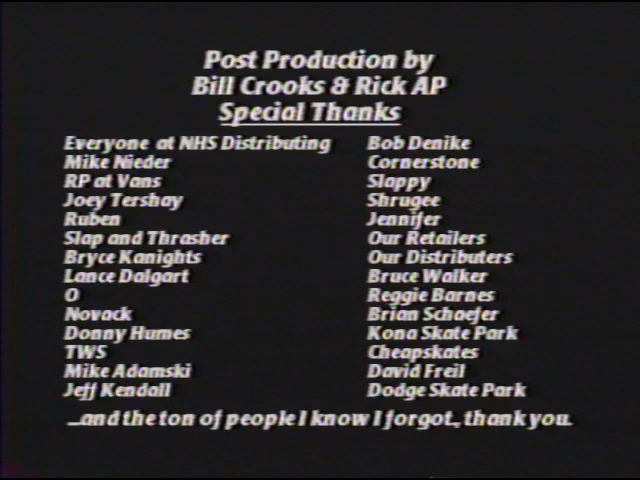 Post Production by
Bill Crooks & Rick AP
Special Thanks
Everyone at NHS Distributing
Mike Nieder
RP at Vans
Joey Tershay
Ruben
Slap and Thrasher
Bryce Kanights
Lance Dalgart
O
Novack
Donny Humes
TWS
Mike Adamski
Jeff Kendall
Bob Denike
Cornerstone
Slappy
Shrugee
Jennifer
Our Retailers
Our Distributers
Bruce Walker
Reggie Barnes
Brian Schaefer
Kona Skate Park
Cheapskates
David Freil
Dodge Skate Park
...and the ton of people I know I forgot., thank you.